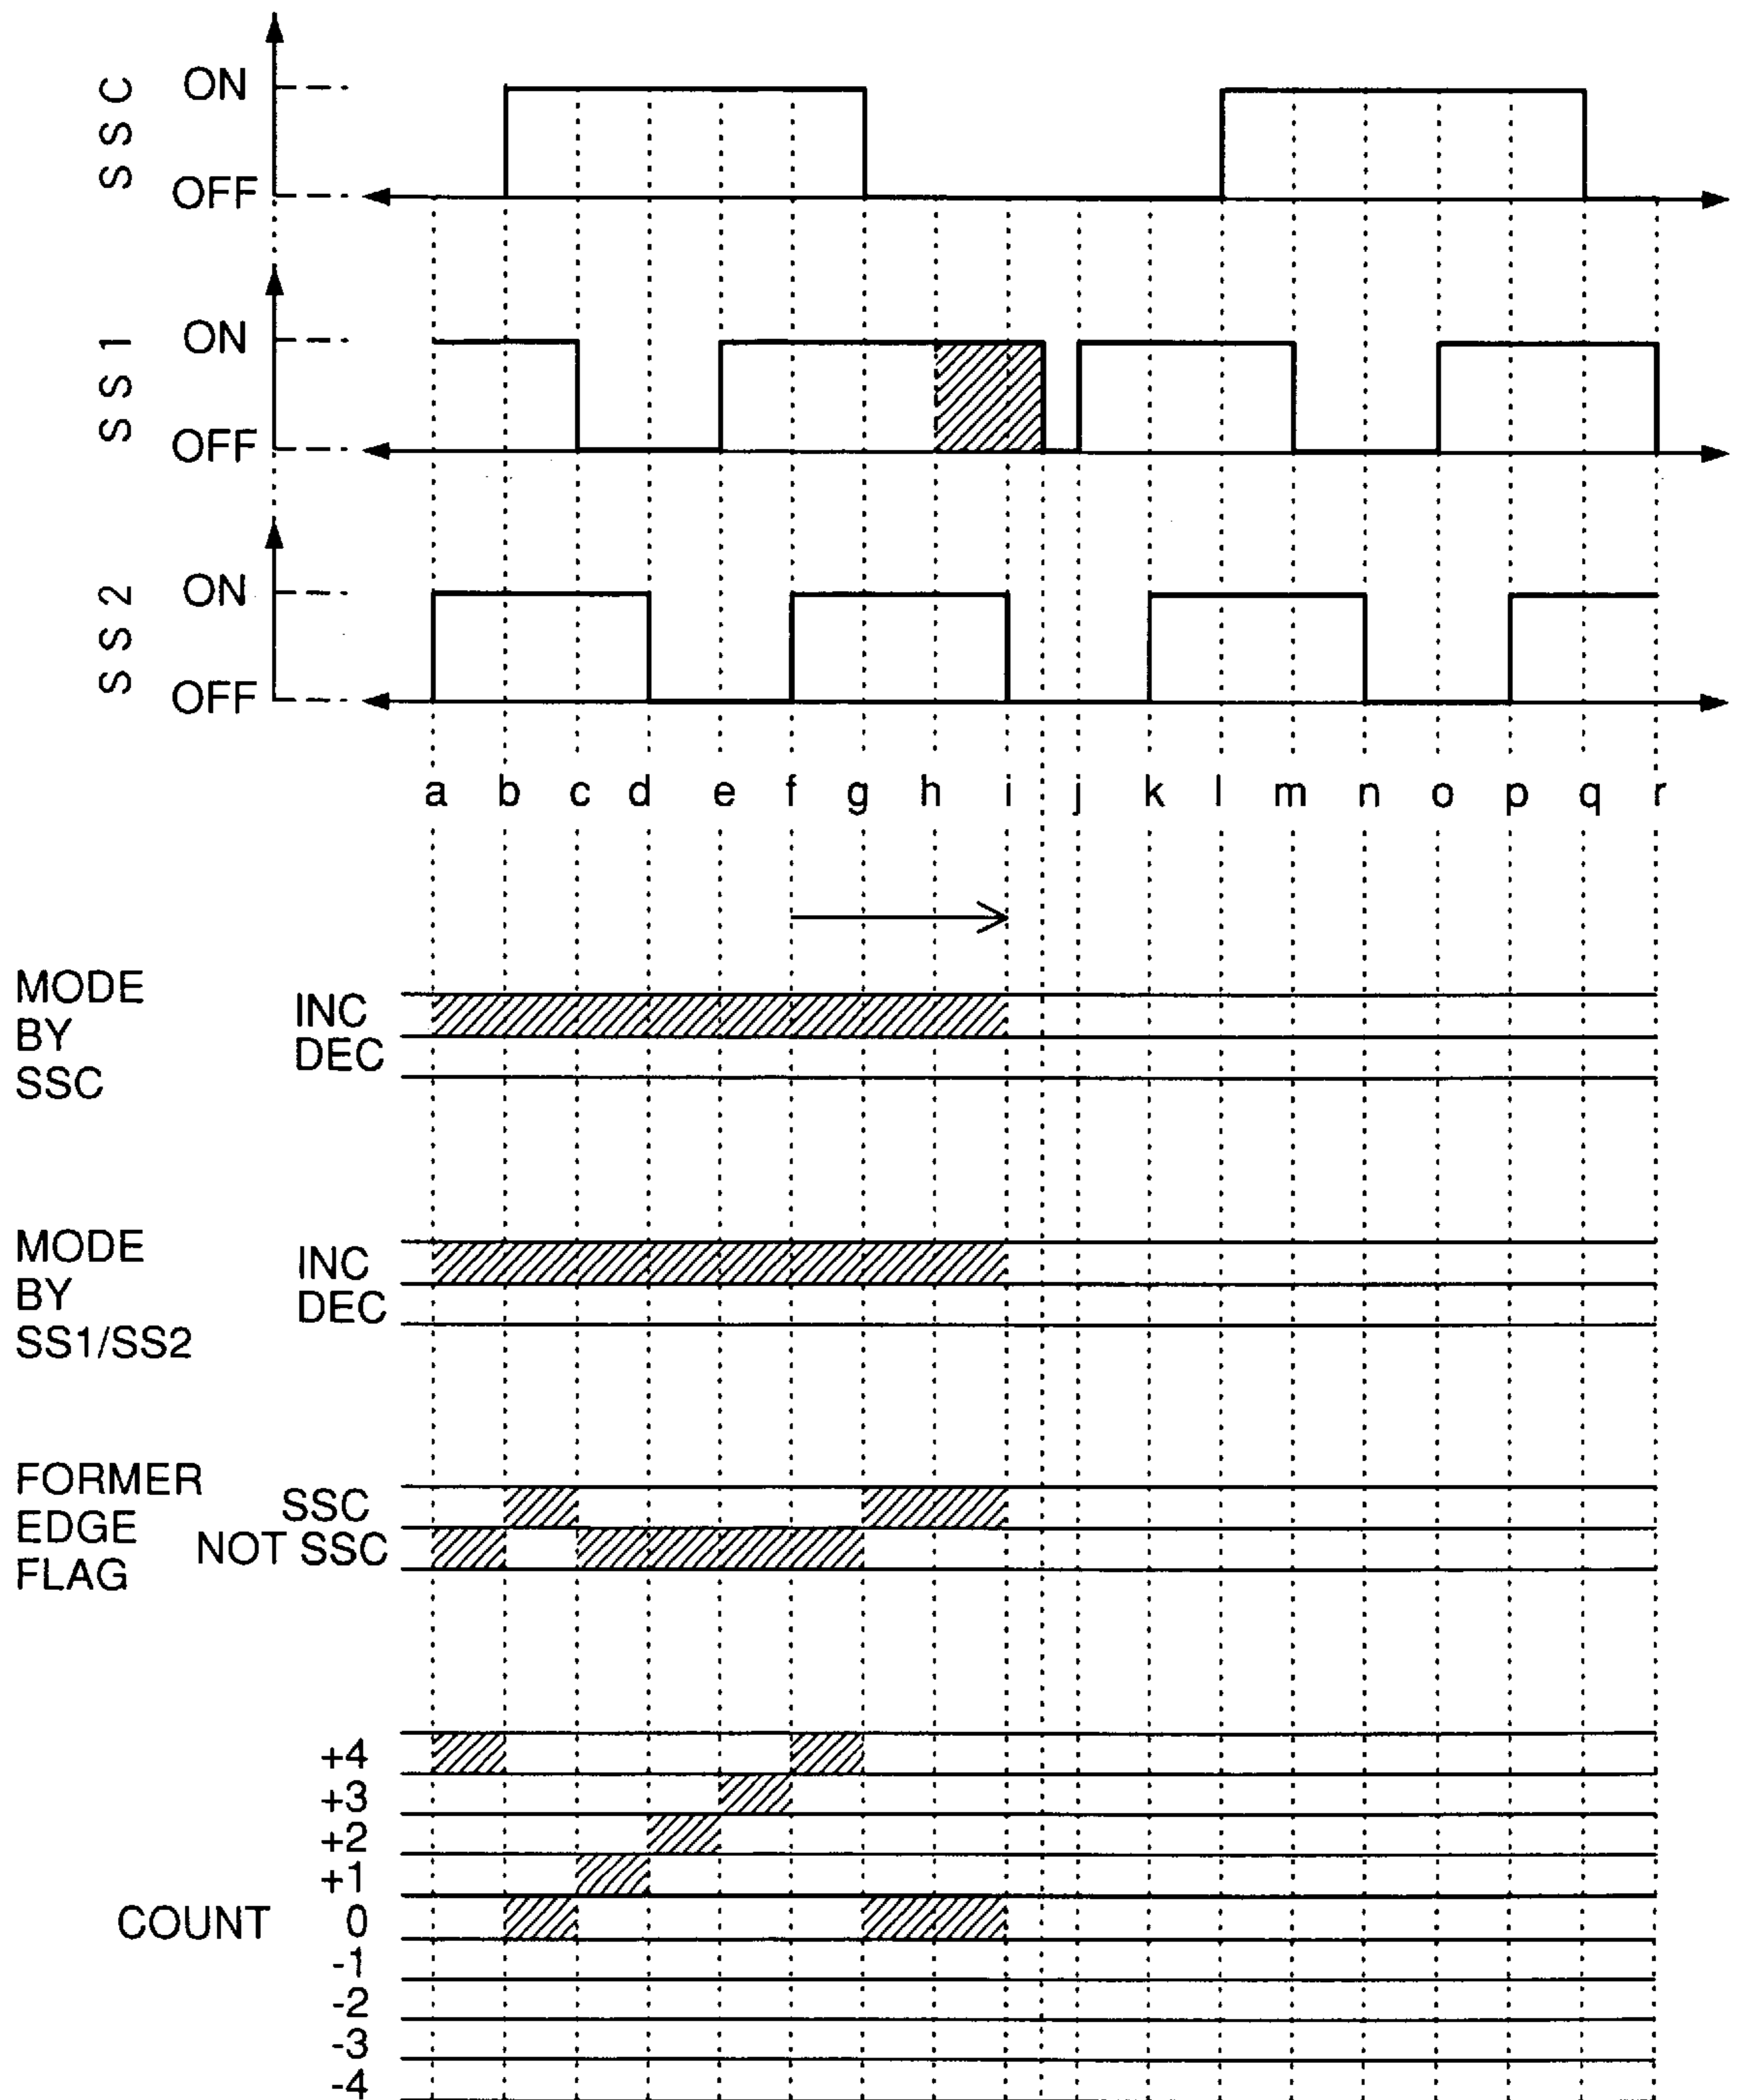 SSC
ON
OFF
SS1
ON
OFF
SS2
ON
OFF
a b c d e f g h i j k l m n o p q r
MODE
BY
SSC
INC
DEC
MODE
BY
SS1/SS2
INC
DEC
FORMER
EDGE
FLAG
SSC
NOT SSC
COUNT
+4
+3
+2
+1
0
-1
-2
-3
-4